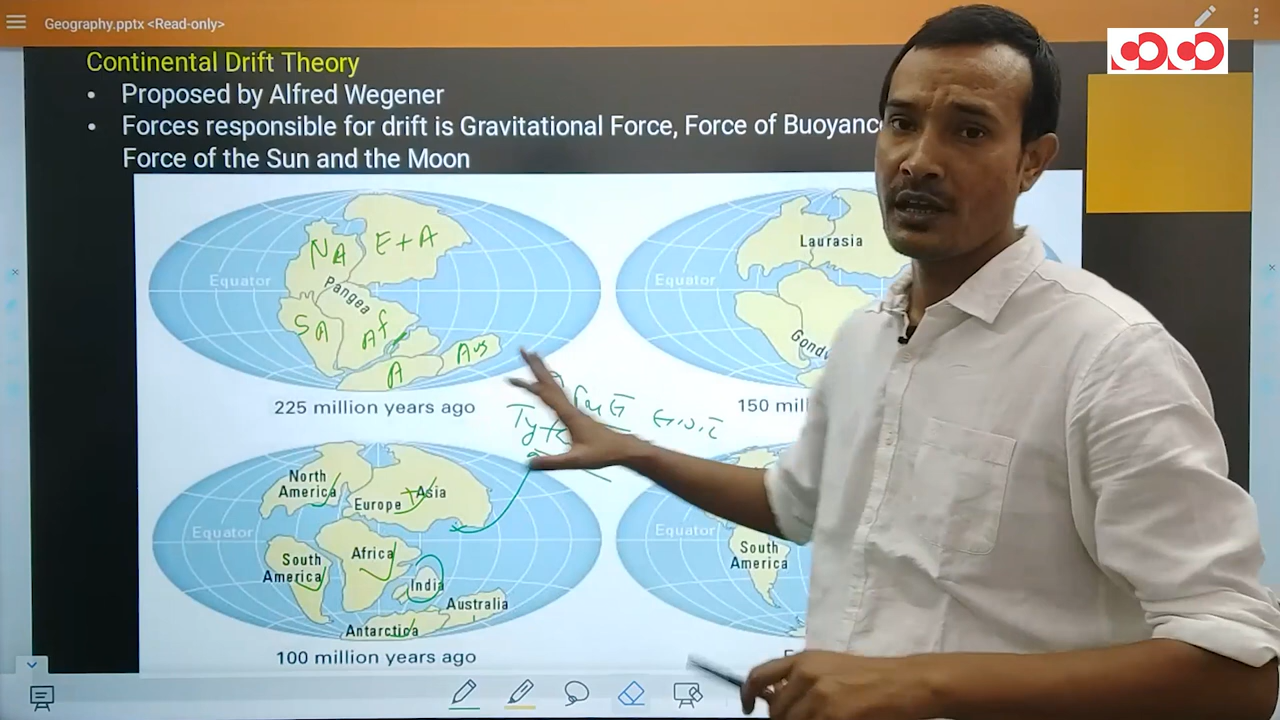 Geography.pptx <Read-only>
Continental Drift Theory
• Proposed by Alfred Wegener
• Forces responsible for drift is Gravitational Force, Force of
Force of the Sun and the Moon
NA E+A
Equator
Pangea
SA Af
A Aus
225 million years ago
Laurasia
Equator
150
North
America
Europe + Asia
Equator
Africa
South
America
India
Australia
Antarctica
100 million years ago
Equator
South
America